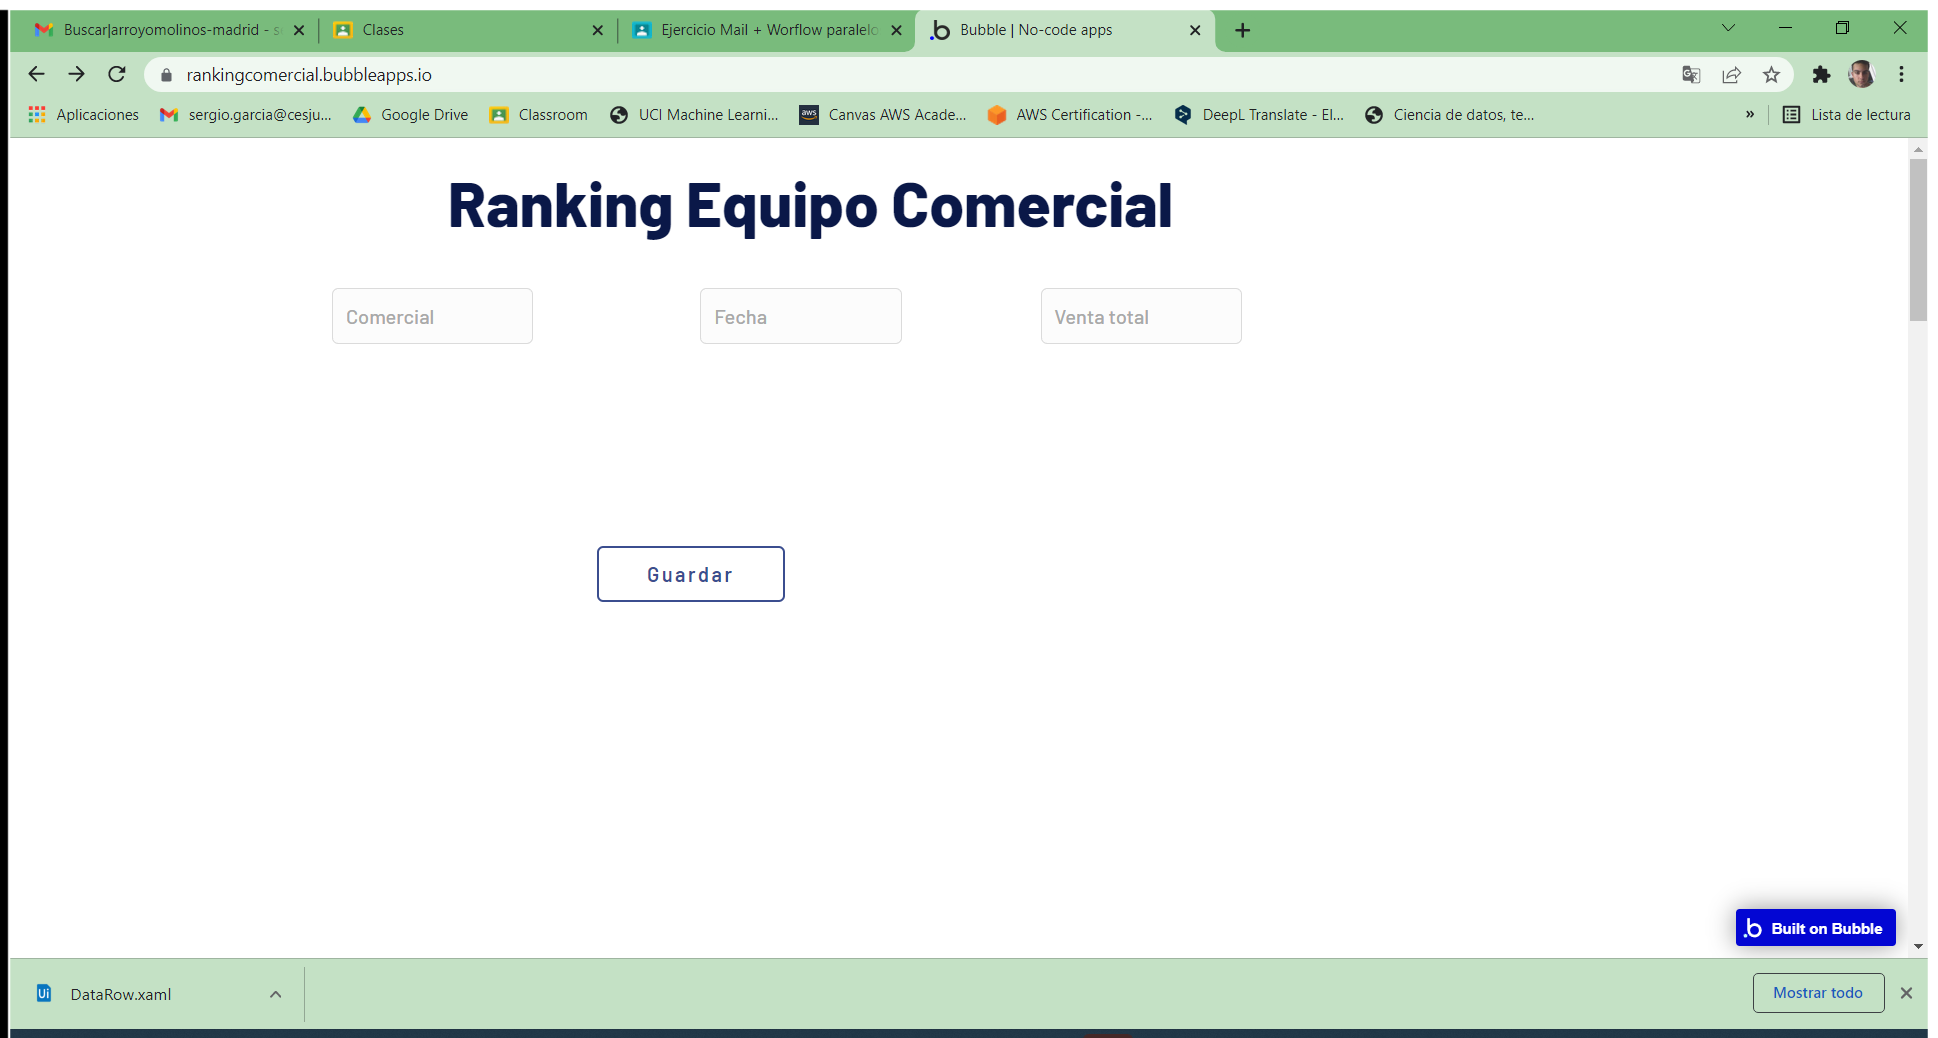 Buscar|arroyomolinos-madrid - s
Clases
Ejercicio Mail + Worflow paralelo
Bubble | No-code apps
rankingcomercial.bubbleapps.io
Aplicaciones
sergio.garcia@cesju...
Google Drive
Classroom
UCI Machine Learni...
aws
Canvas AWS Acade...
AWS Certification -...
DeepL Translate - El...
Ciencia de datos, te...
»
Lista de lectura
Ranking Equipo Comercial
Comercial
Fecha
Venta total
Guardar
.b Built on Bubble
Ui
DataRow.xaml
Mostrar todo